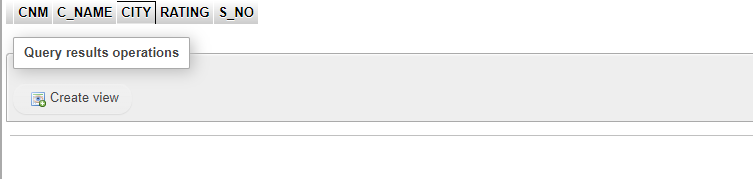 CNM C_NAME CITY RATING S_NO
Query results operations
Create view